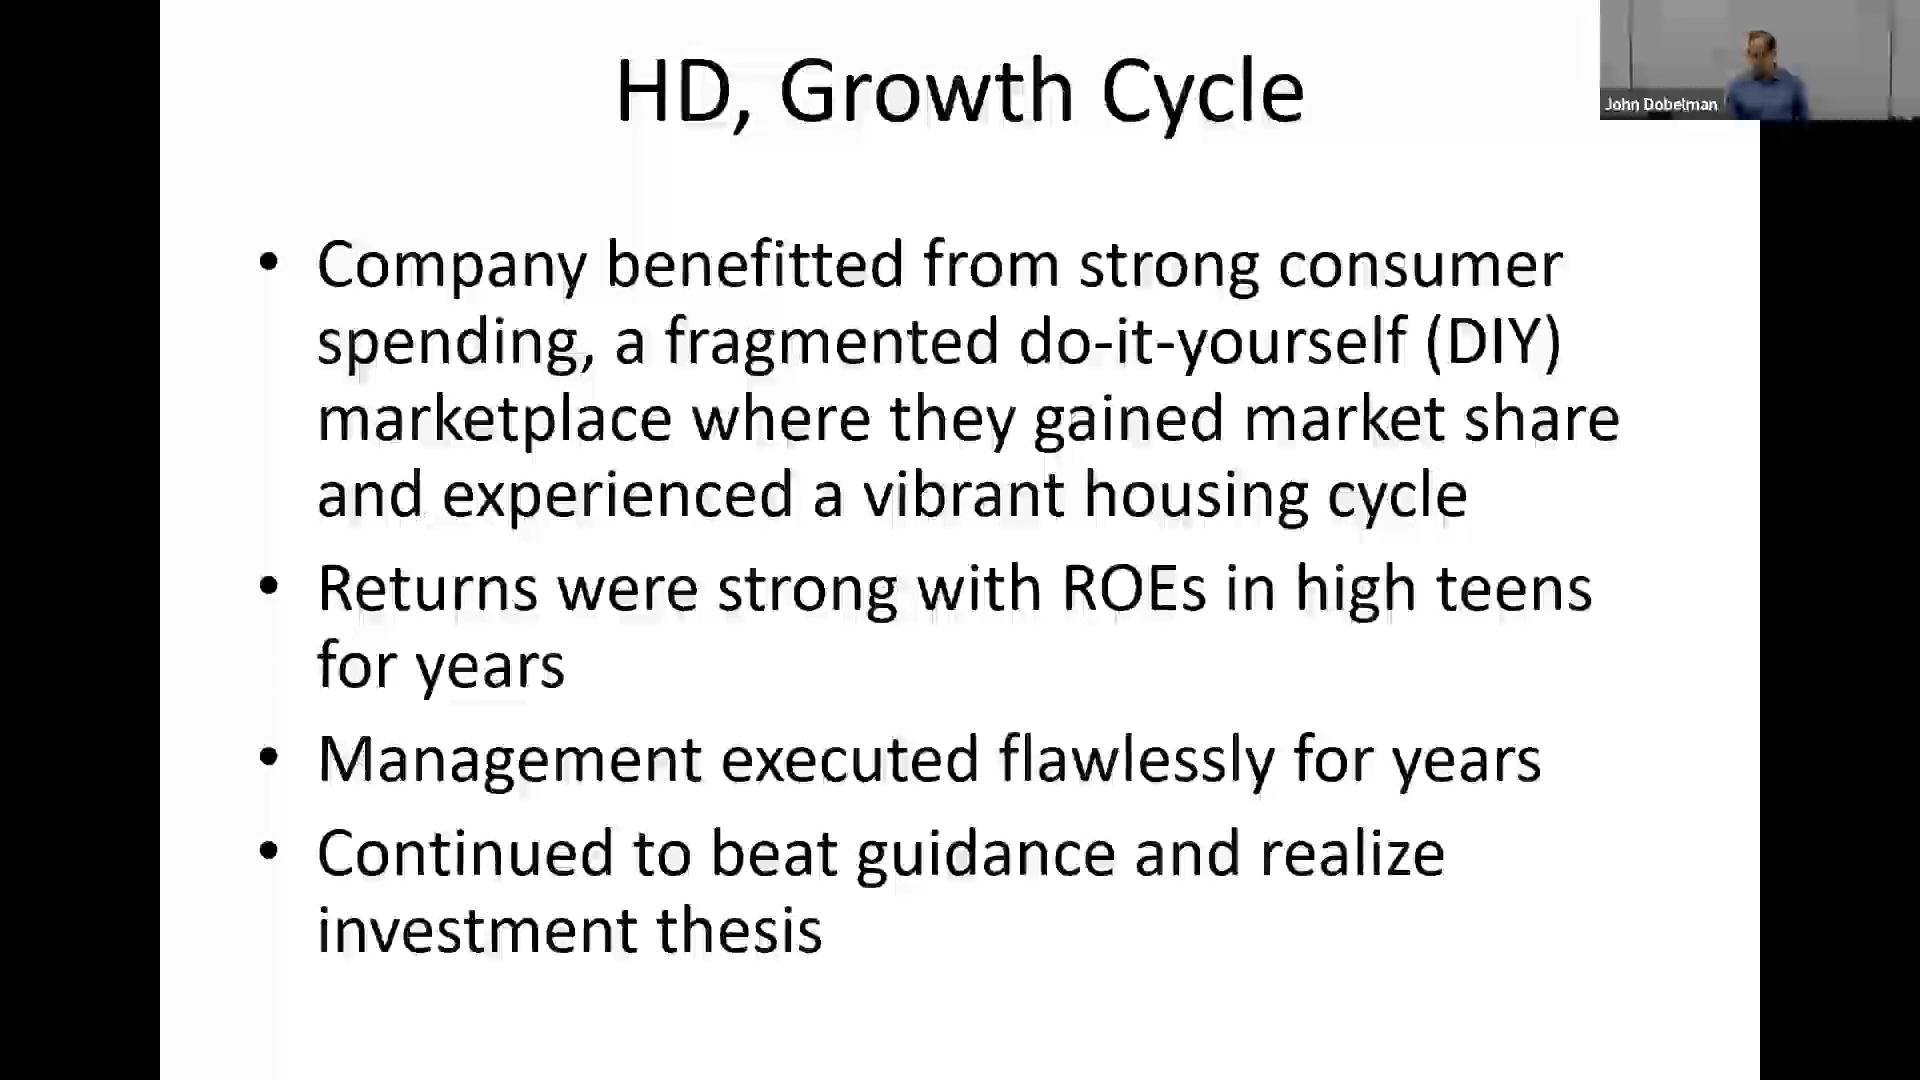 HD, Growth Cycle
John Dobelman
• Company benefitted from strong consumer
spending, a fragmented do-it-yourself (DIY)
marketplace where they gained market share
and experienced a vibrant housing cycle
• Returns were strong with ROEs in high teens
for years
• Management executed flawlessly for years
• Continued to beat guidance and realize
investment thesis